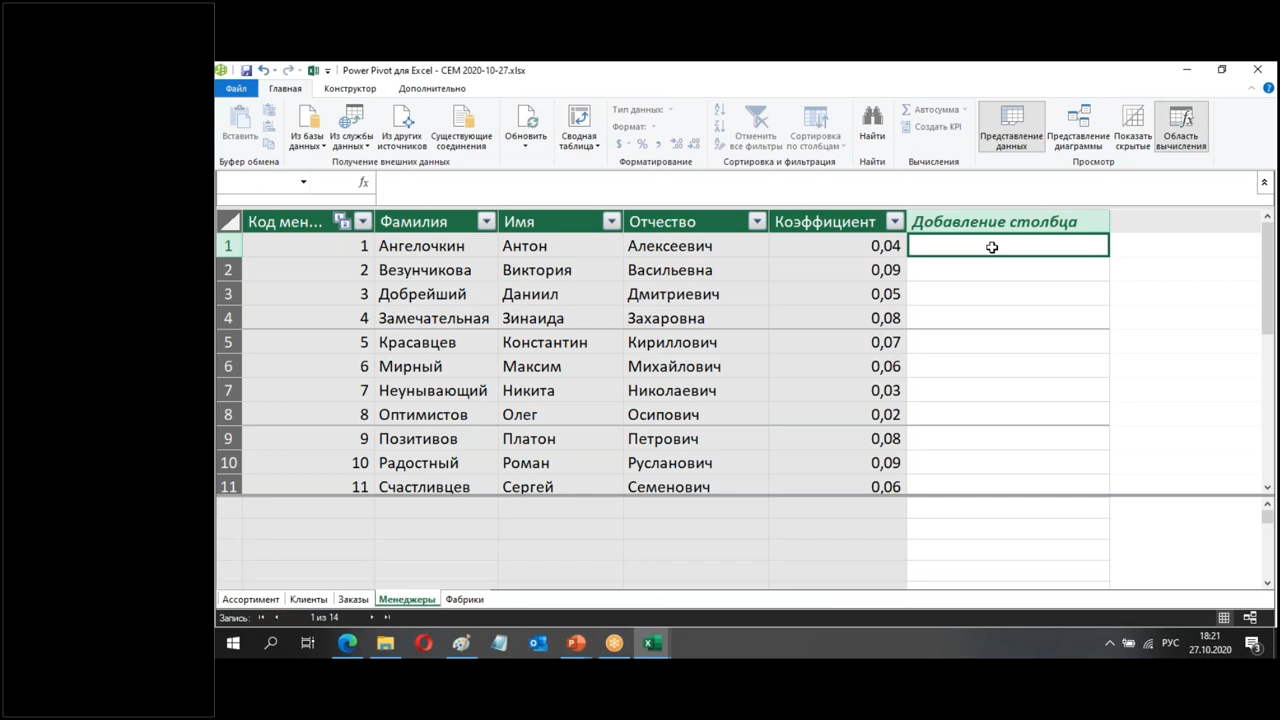 Power Pivot для Excel - СЕМ 2020-10-27.xlsx
Файл Главная Конструктор Дополнительно
Вставить
Буфер обмена
Из базы данных
Из службы данных
Из других источников
Существующие соединения
Получение внешних данных
Обновить
Сводная таблица
Тип данных:
Формат:
$ % ,
Форматирование
Отменить все фильтры
Сортировка по столбцам
Сортировка и фильтрация
Найти
Найти
Автосумма
Создать KPI
Вычисления
Представление данных
Представление диаграммы
Показать скрытые
Область вычисления
Просмотр
fx
Код мен... Фамилия Имя Отчество Коэффициент Добавление столбца
1 1 Ангелочкин Антон Алексеевич 0,04
2 2 Везунчикова Виктория Васильевна 0,09
3 3 Добрейший Даниил Дмитриевич 0,05
4 4 Замечательная Зинаида Захаровна 0,08
5 5 Красавцев Константин Кириллович 0,07
6 6 Мирный Максим Михайлович 0,06
7 7 Неунывающий Никита Николаевич 0,03
8 8 Оптимистов Олег Осипович 0,02
9 9 Позитивов Платон Петрович 0,08
10 10 Радостный Роман Русланович 0,09
11 11 Счастливцев Сергей Семенович 0,06
Ассортимент Клиенты Заказы Менеджеры Фабрики
Запись: 1 из 14
РУС
18:21
27.10.2020
3